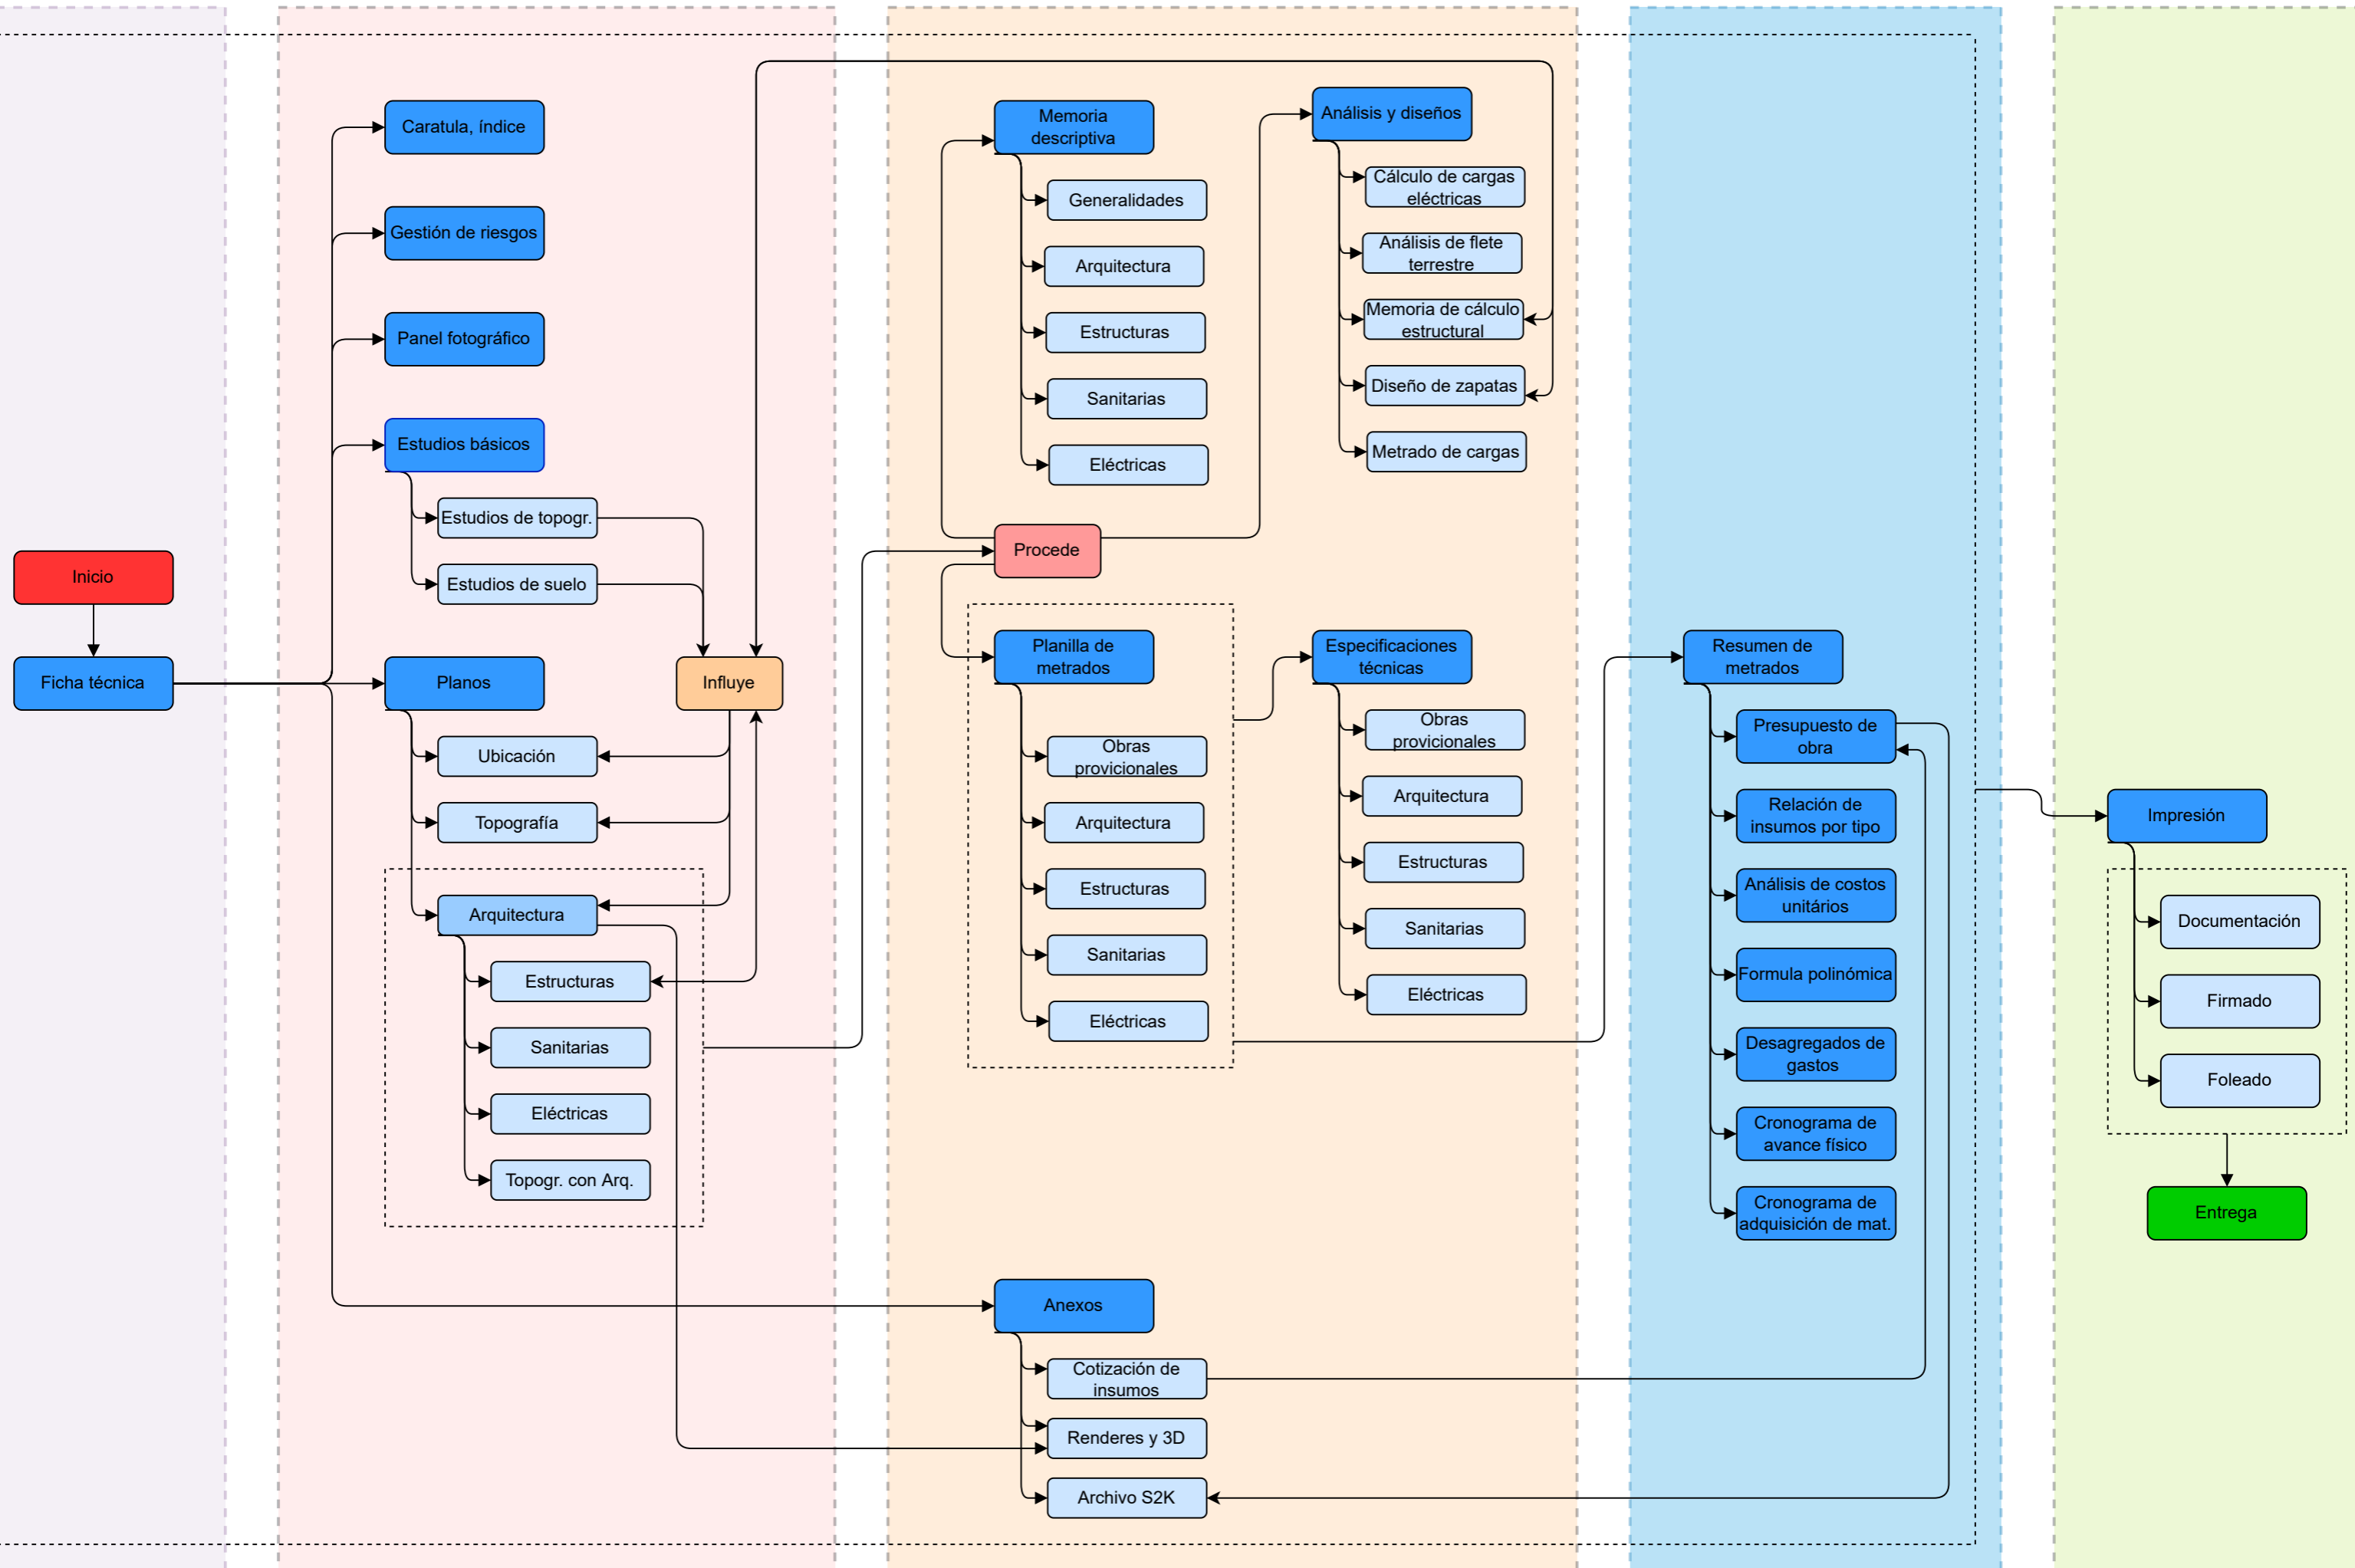 Inicio
Ficha técnica
Caratula, índice
Gestión de riesgos
Panel fotográfico
Estudios básicos
Estudios de topogr.
Estudios de suelo
Planos
Influye
Ubicación
Topografía
Arquitectura
Estructuras
Sanitarias
Eléctricas
Topogr. con Arq.
Memoria
descriptiva
Generalidades
Arquitectura
Estructuras
Sanitarias
Eléctricas
Análisis y diseños
Cálculo de cargas
eléctricas
Análisis de flete
terrestre
Memoria de cálculo
estructural
Diseño de zapatas
Metrado de cargas
Procede
Planilla de
metrados
Obras
provicionales
Arquitectura
Estructuras
Sanitarias
Eléctricas
Especificaciones
técnicas
Obras
provicionales
Arquitectura
Estructuras
Sanitarias
Eléctricas
Anexos
Cotización de
insumos
Renderes y 3D
Archivo S2K
Resumen de
metrados
Presupuesto de
obra
Relación de
insumos por tipo
Análisis de costos
unitários
Formula polinómica
Desagregados de
gastos
Cronograma de
avance físico
Cronograma de
adquisición de mat.
Impresión
Documentación
Firmado
Foleado
Entrega